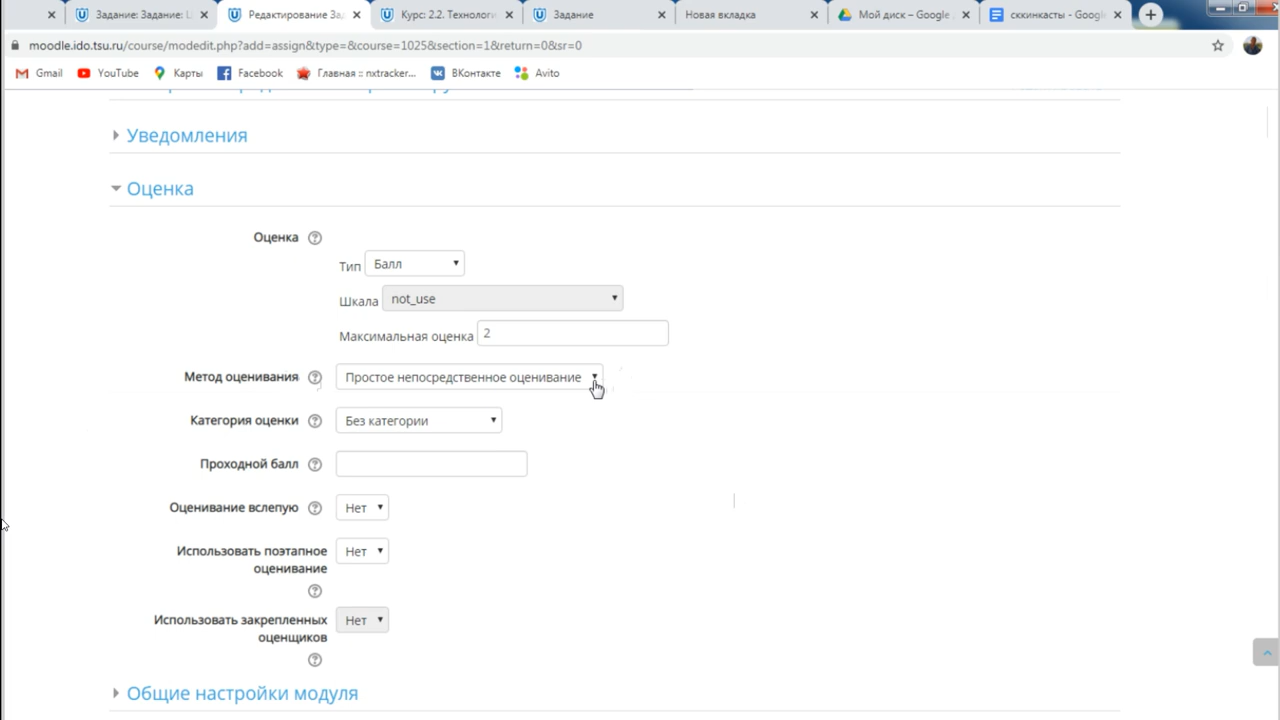 Задание: Задание: 
Редактирование За
Курс: 2.2. Технологи
Задание
Новая вкладка
Мой диск – Google
сккинкасты - Googl
moodle.ido.tsu.ru/course/modedit.php?add=assign&type=&course=1025&section=1&return=0&sr=0
Gmail YouTube Карты Facebook Главная :: nxtracker... ВКонтакте Avito
Уведомления
Оценка
Оценка
Тип Балл
Шкала not_use
Максимальная оценка 2
Метод оценивания Простое непосредственное оценивание
Категория оценки Без категории
Проходной балл
Оценивание вслепую Нет
Использовать поэтапное Нет
оценивание
Использовать закрепленных Нет
оценщиков
Общие настройки модуля